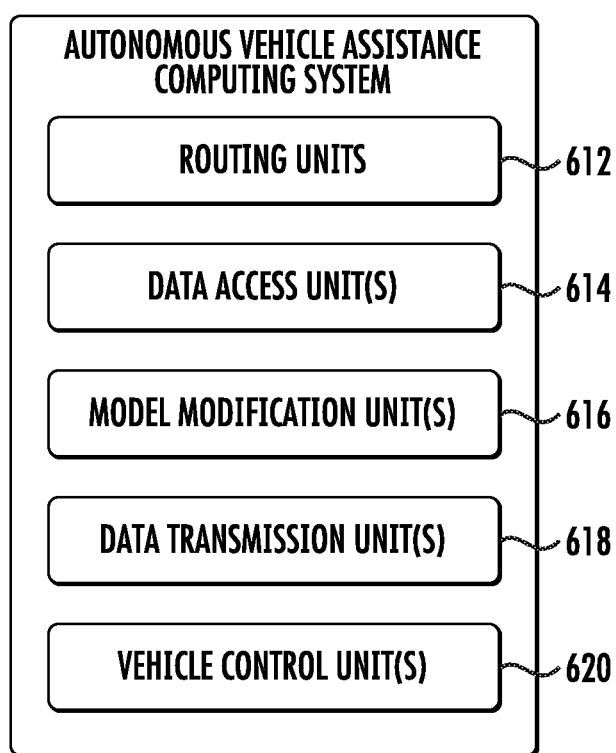 AUTONOMOUS VEHICLE ASSISTANCE
COMPUTING SYSTEM
ROUTING UNITS
612
DATA ACCESS UNIT(S)
614
MODEL MODIFICATION UNIT(S)
616
DATA TRANSMISSION UNIT(S)
618
VEHICLE CONTROL UNIT(S)
620